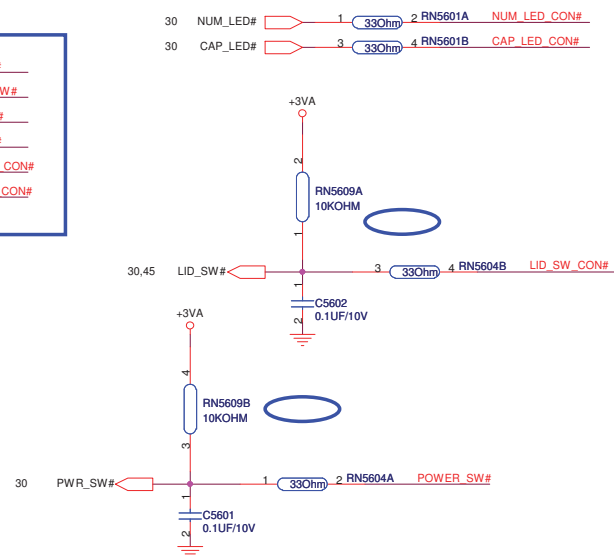 30 NUM_LED# 1 33Ohm 2 RN5601A NUM_LED_CON#
30 CAP_LED# 3 33Ohm 4 RN5601B CAP_LED_CON#
#
W#
#
#
CON#
CON#
+3VA
2
RN5609A
10KOHM
1
30,45 LID_SW# 3 33Ohm 4 RN5604B LID_SW_CON#
1
C5602
0.1UF/10V
2
+3VA
4
RN5609B
10KOHM
3
30 PWR_SW# 1 33Ohm 2 RN5604A POWER_SW#
1
C5601
0.1UF/10V
2